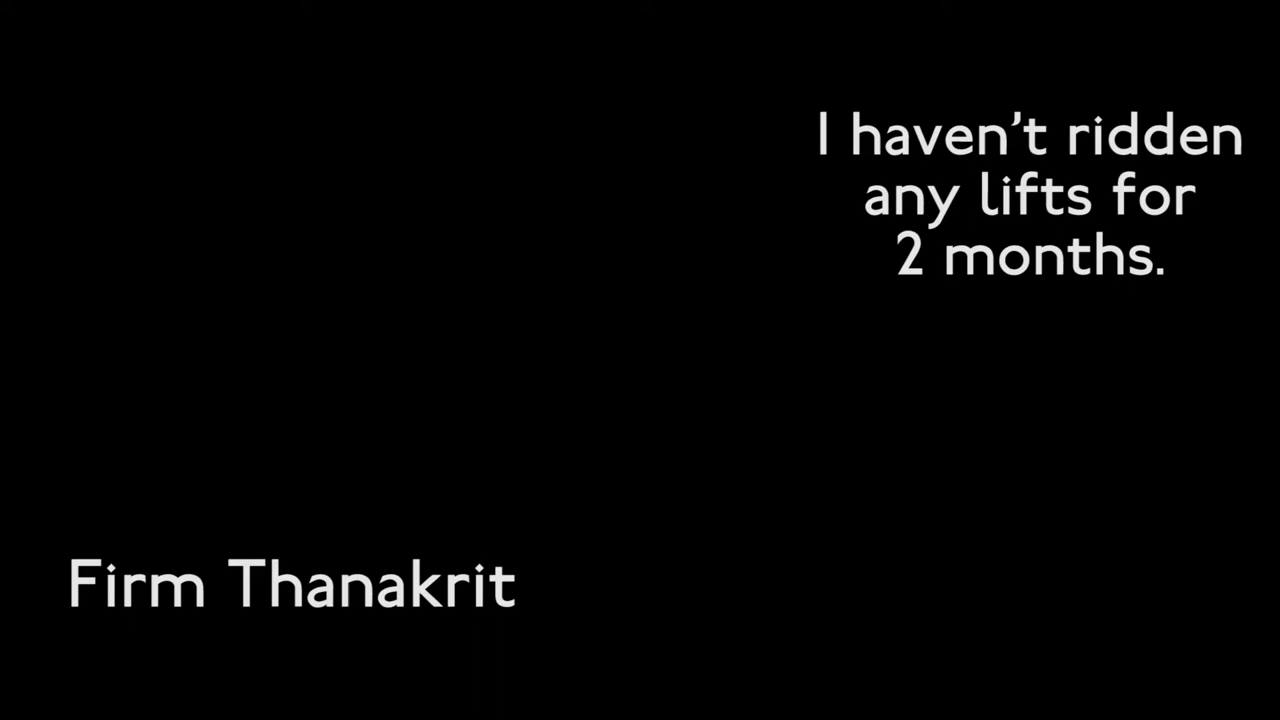 I haven’t ridden
any lifts for
2 months.
Firm Thanakrit